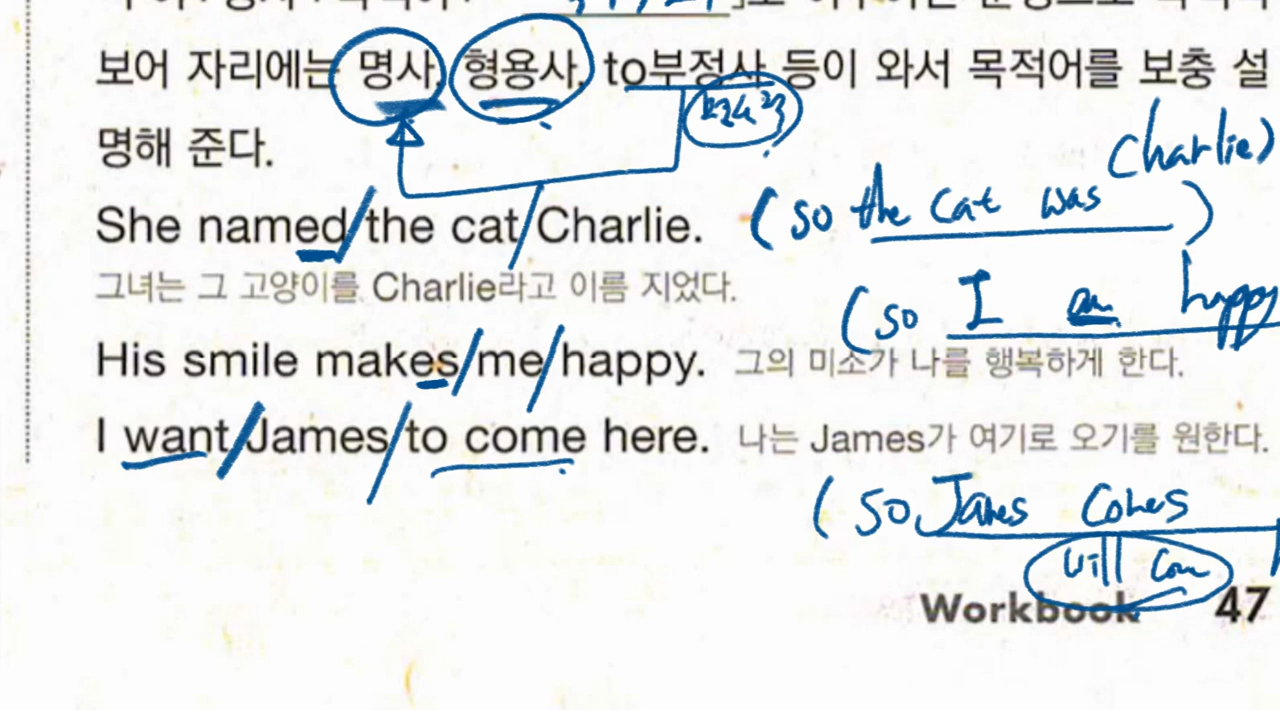 보어 자리에는 명사, 형용사, to부정사 등이 와서 목적어를 보충 설
명해 준다.
Charlie)
She named/the cat/Charlie. (so the cat was )
그녀는 그 고양이를 Charlie라고 이름 지었다.
(so I am happy
His smile makes/me/happy. 그의 미소가 나를 행복하게 한다.
I want/James/to come here. 나는 James가 여기로 오기를 원한다.
(so James comes
will come
Workbook 47